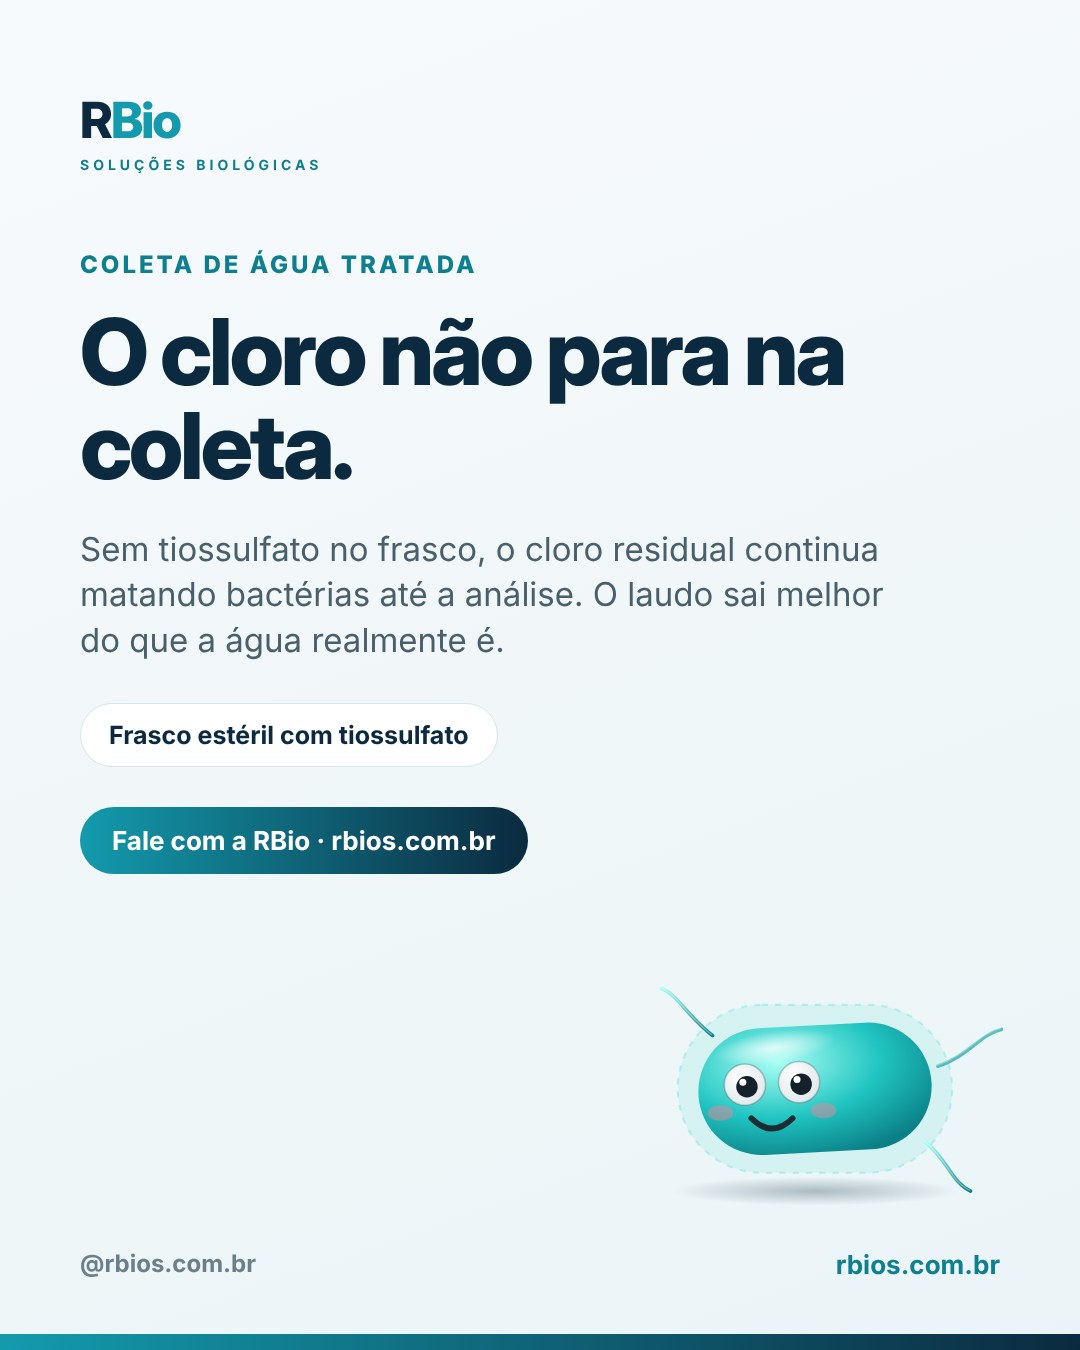 RBio
SOLUÇÕES BIOLÓGICAS
COLETA DE ÁGUA TRATADA
O cloro não para na
coleta.
Sem tiossulfato no frasco, o cloro residual continua
matando bactérias até a análise. O laudo sai melhor
do que a água realmente é.
Frasco estéril com tiossulfato
Fale com a RBio · rbios.com.br
@rbios.com.br
rbios.com.br